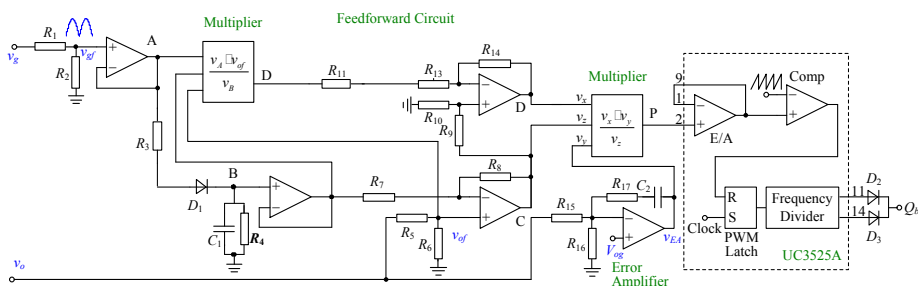 Multiplier
Feedforward Circuit
R1
A
vA□vof
vB
D
R14
Multiplier
vg
vgf
R2
R11
R13
R10
R9
D
vx
vz
vy
vx□vy
vz
P
9
1
2
E/A
Comp
R3
B
D1
C1
R4
R7
R8
R5
R6
vof
C
R15
R17
C2
R16
Vog
vEA
Error
Amplifier
vo
R
S
Clock
PWM
Latch
Frequency
Divider
11
14
D2
D3
UC3525A